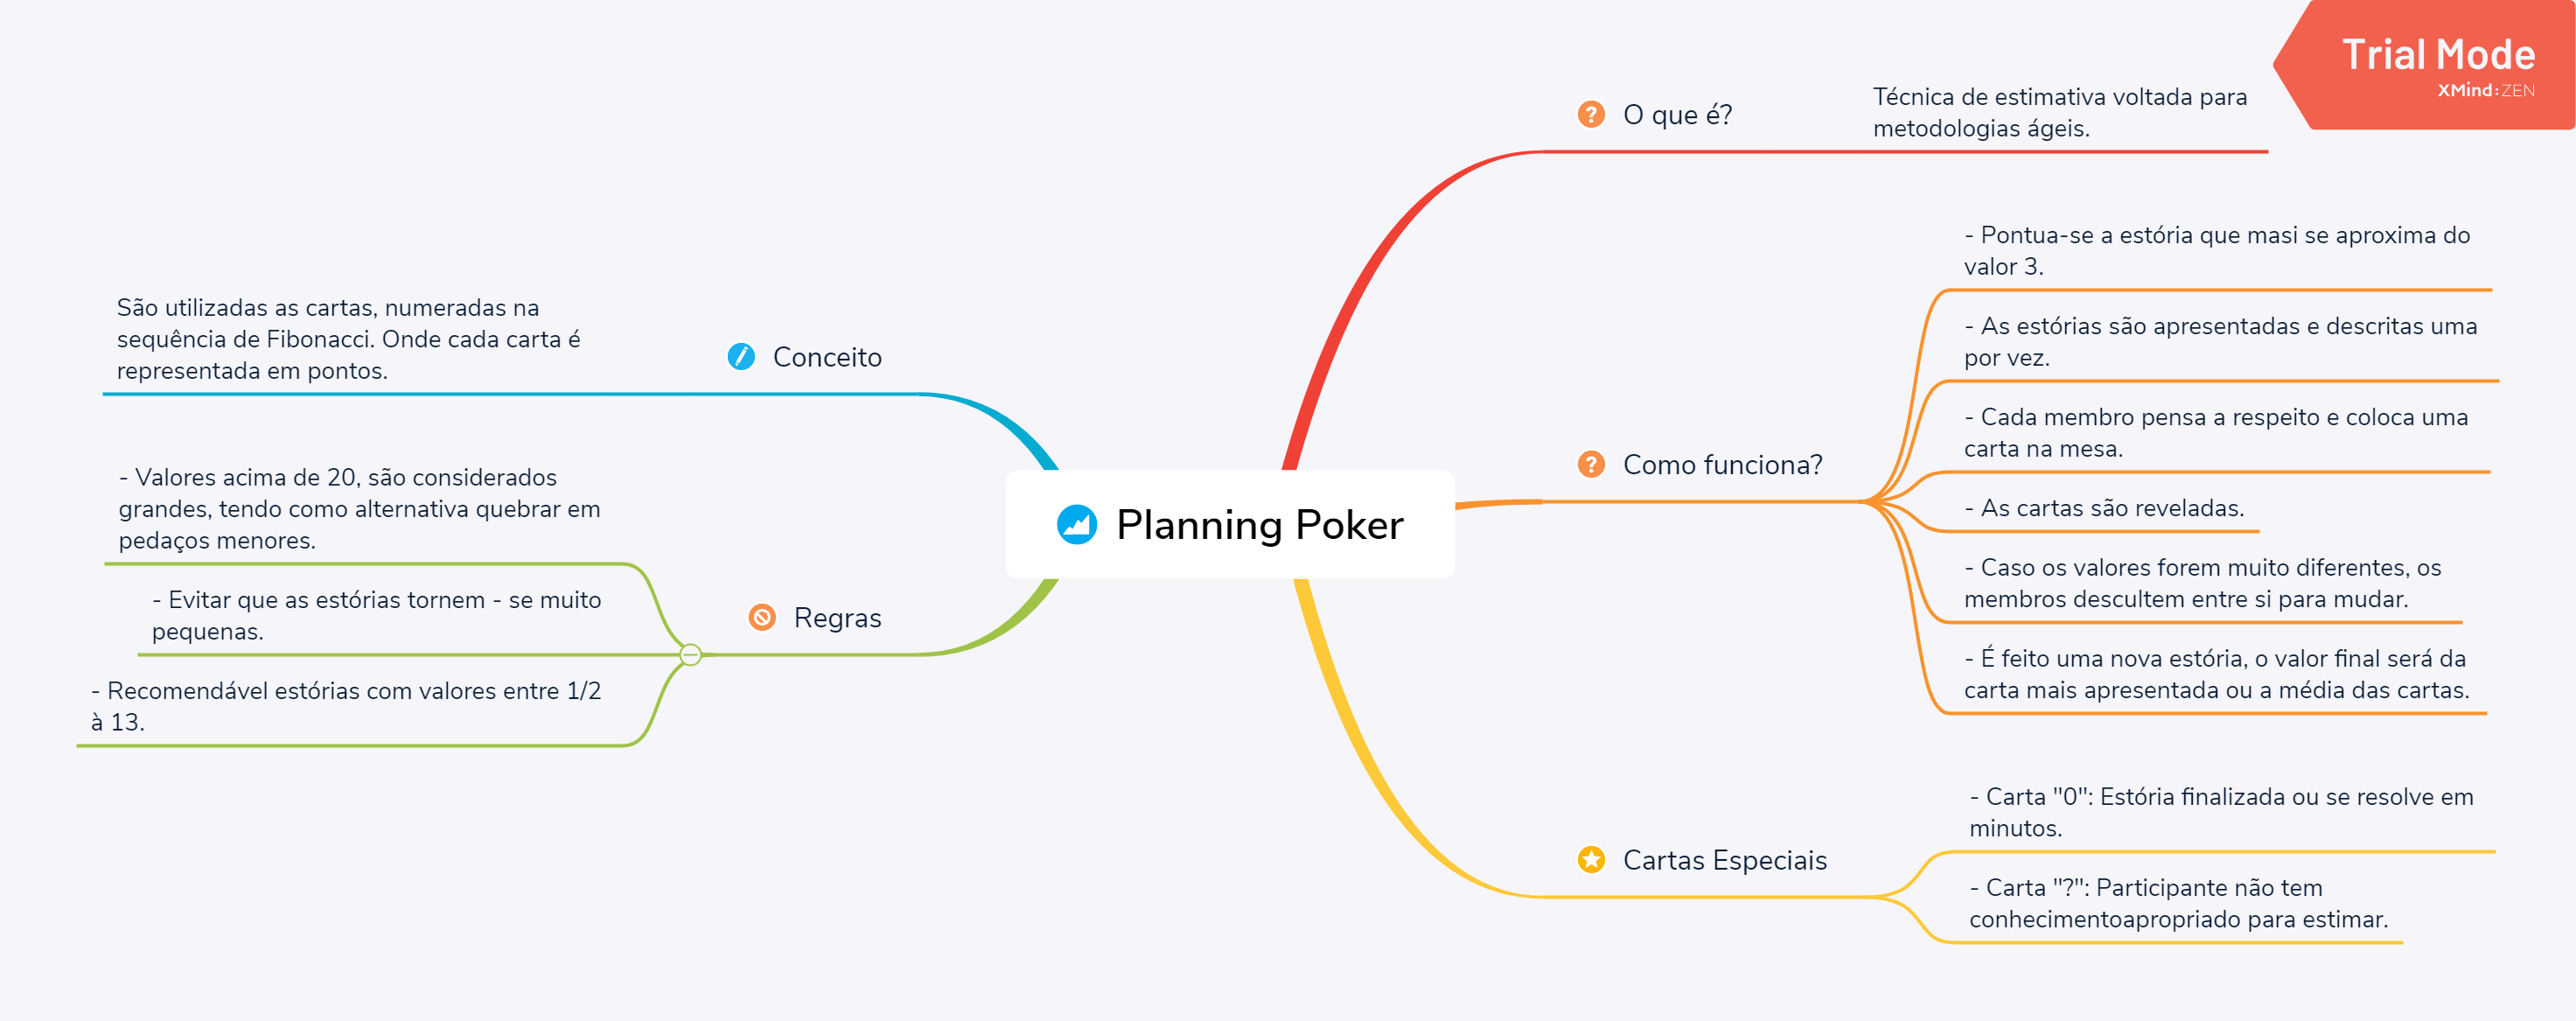 Trial Mode
XMind:ZEN
Planning Poker
O que é?
Técnica de estimativa voltada para
metodologias ágeis.
Como funciona?
- Pontua-se a estória que masi se aproxima do
valor 3.
- As estórias são apresentadas e descritas uma
por vez.
- Cada membro pensa a respeito e coloca uma
carta na mesa.
- As cartas são reveladas.
- Caso os valores forem muito diferentes, os
membros descultem entre si para mudar.
- É feito uma nova estória, o valor final será da
carta mais apresentada ou a média das cartas.
Cartas Especiais
- Carta "0": Estória finalizada ou se resolve em
minutos.
- Carta "?": Participante não tem
conhecimentoapropriado para estimar.
Conceito
São utilizadas as cartas, numeradas na
sequência de Fibonacci. Onde cada carta é
representada em pontos.
Regras
- Valores acima de 20, são considerados
grandes, tendo como alternativa quebrar em
pedaços menores.
- Evitar que as estórias tornem - se muito
pequenas.
- Recomendável estórias com valores entre 1/2
à 13.